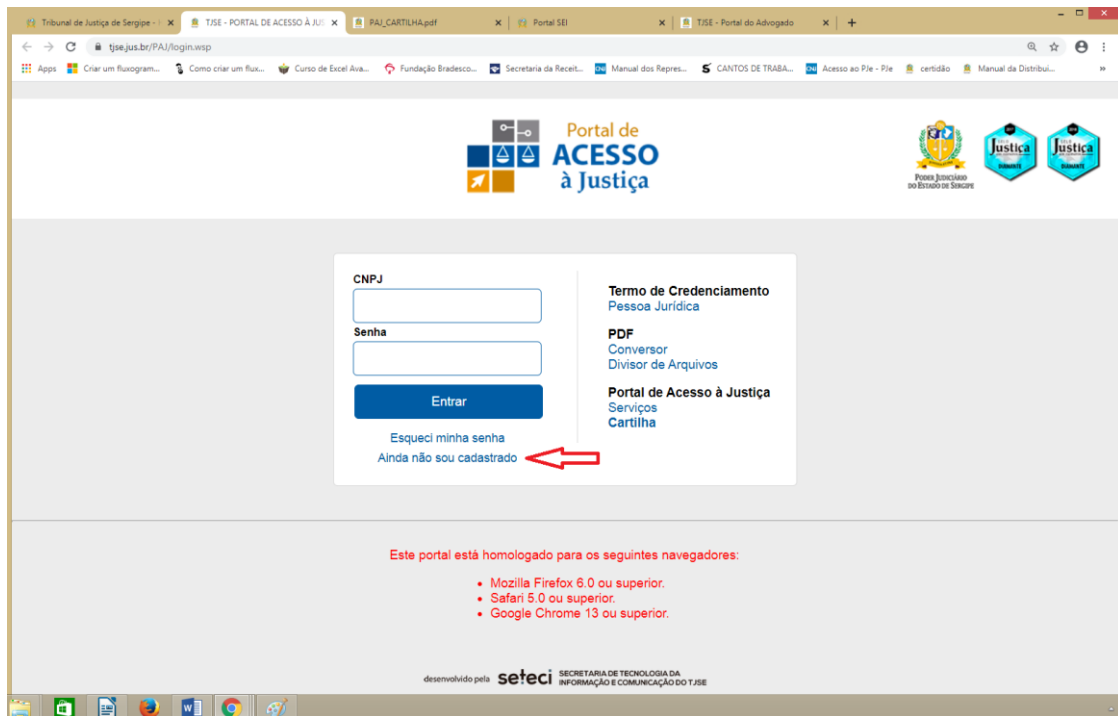 Tribunal de Justiça de Sergipe - 
TJSE - PORTAL DE ACESSO À JUS
PAJ_CARTILHA.pdf
Portal SEI
TJSE - Portal do Advogado
tjse.jus.br/PAJ/login.wsp
Apps
Criar um fluxogram...
Como criar um flux...
Curso de Excel Ava...
Fundação Bradesco...
Secretaria da Receit...
Manual dos Repres...
CANTOS DE TRABA...
Acesso ao PJe - PJe
certidão
Manual da Distribui...
»
Portal de
ACESSO
à Justiça
PODER JUDICIÁRIO
DO ESTADO DE SERGIPE
Justiça
DIAMANTE
Justiça
DIAMANTE
CNPJ
Senha
Entrar
Esqueci minha senha
Ainda não sou cadastrado
Termo de Credenciamento
Pessoa Jurídica
PDF
Conversor
Divisor de Arquivos
Portal de Acesso à Justiça
Serviços
Cartilha
Este portal está homologado para os seguintes navegadores:
• Mozilla Firefox 6.0 ou superior.
• Safari 5.0 ou superior.
• Google Chrome 13 ou superior.
desenvolvido pela seteci SECRETARIA DE TECNOLOGIA DA
INFORMAÇÃO E COMUNICAÇÃO DO TJSE